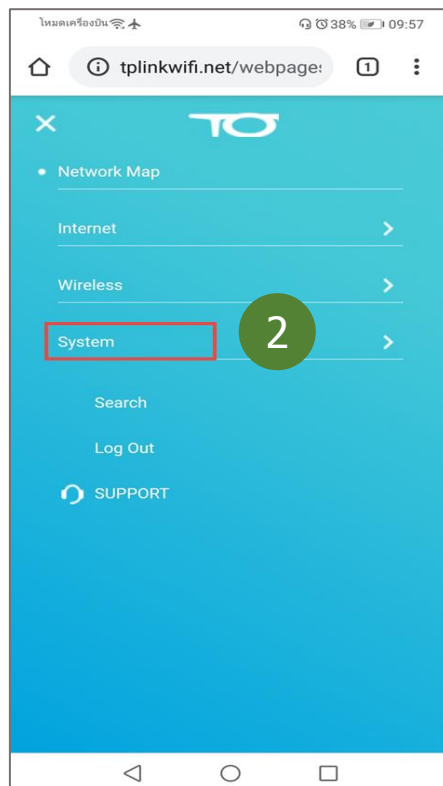 โหมดเครื่องบิน 38% 09:57
tplinkwifi.net/webpage: 1
TOT
Network Map
Internet
Wireless
System 2
Search
Log Out
SUPPORT